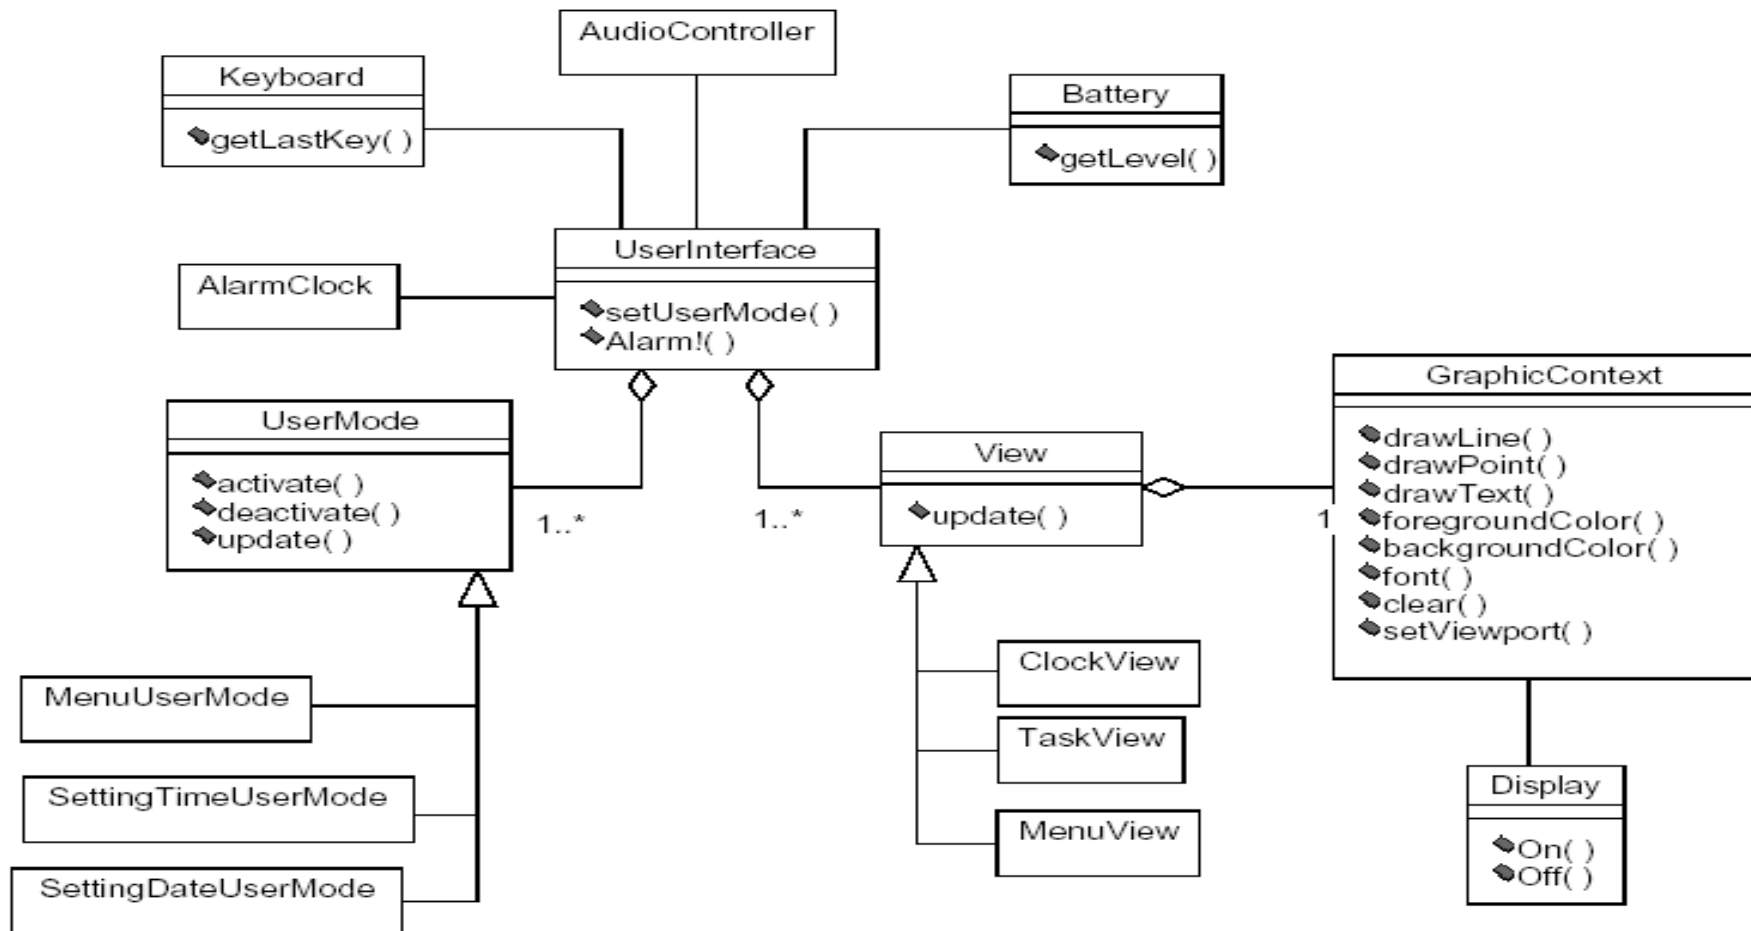 AudioController
Keyboard
getLastKey( )
Battery
getLevel( )
UserInterface
setUserMode( )
Alarm!( )
AlarmClock
UserMode
activate( )
deactivate( )
update( )
1..*
1..*
View
update( )
1
GraphicContext
drawLine( )
drawPoint( )
drawText( )
foregroundColor( )
backgroundColor( )
font( )
clear( )
setViewport( )
MenuUserMode
SettingTimeUserMode
SettingDateUserMode
ClockView
TaskView
MenuView
Display
On( )
Off( )